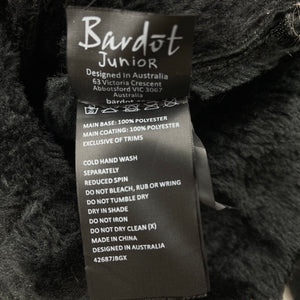 Bardot
JUNIOR
Designed In Australia
63 Victoria Crescent
Abbotsford VIC 3067
Australia
MAIN BASE: 100% POLYESTER
MAIN COATING: 100% POLYESTER
EXCLUSIVE OF TRIMS
COLD HAND WASH
SEPARATELY
REDUCED SPIN
DO NOT BLEACH, RUB OR WRING
DO NOT TUMBLE DRY
DRY IN SHADE
DO NOT IRON
DO NOT DRY CLEAN (X)
MADE IN CHINA
DESIGNED IN AUSTRALIA
42687JBGX